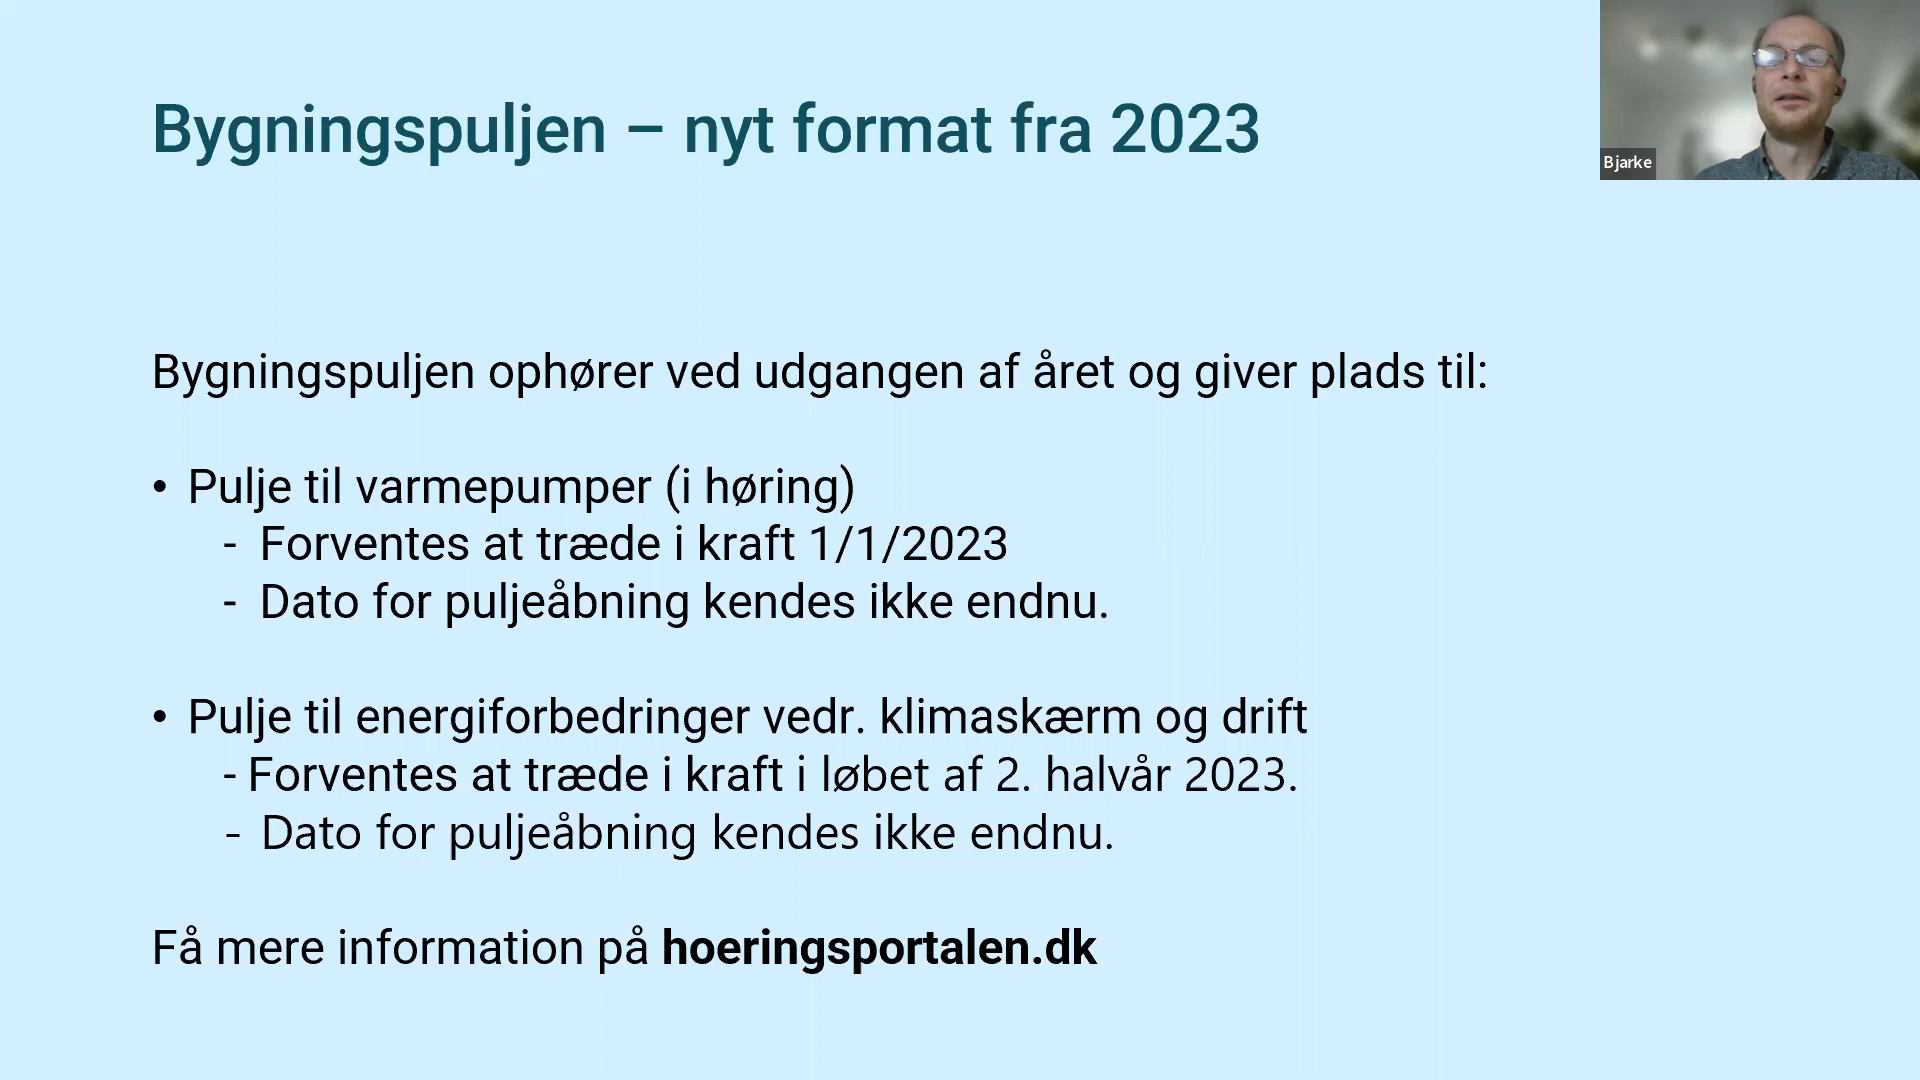 Bygningspuljen – nyt format fra 2023
Bjarke
Bygningspuljen ophører ved udgangen af året og giver plads til:
• Pulje til varmepumper (i høring)
- Forventes at træde i kraft 1/1/2023
- Dato for puljeåbning kendes ikke endnu.
• Pulje til energiforbedringer vedr. klimaskærm og drift
- Forventes at træde i kraft i løbet af 2. halvår 2023.
- Dato for puljeåbning kendes ikke endnu.
Få mere information på hoeringsportalen.dk